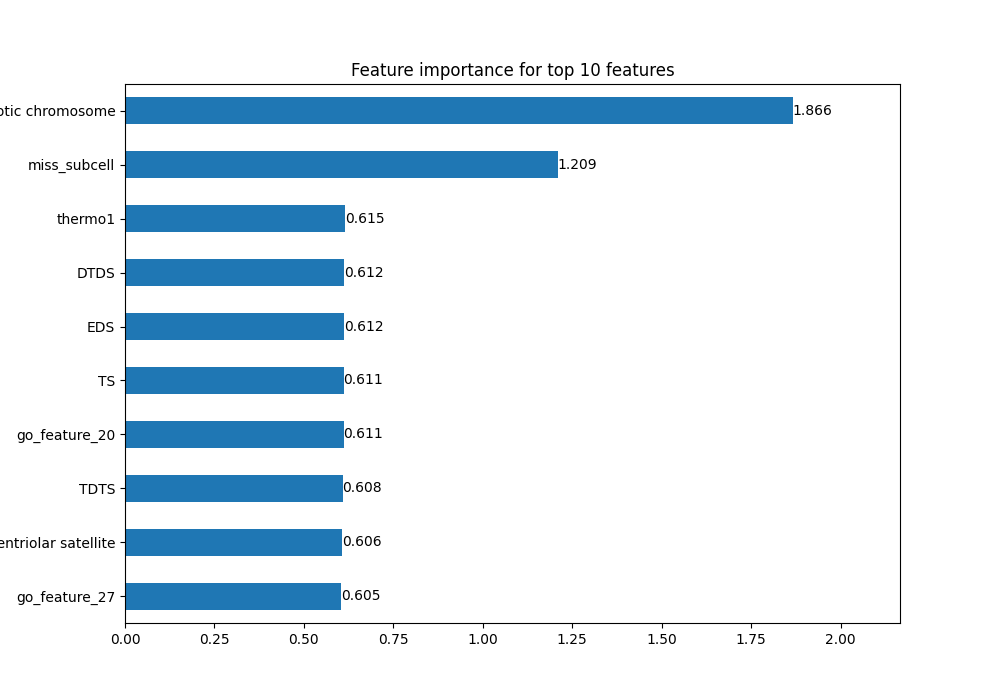 Feature importance for top 10 features
otic chromosome 1.866
miss_subcell 1.209
thermo1 0.615
DTDS 0.612
EDS 0.612
TS 0.611
go_feature_20 0.611
TDTS 0.608
entriolar satellite 0.606
go_feature_27 0.605
0.00 0.25 0.50 0.75 1.00 1.25 1.50 1.75 2.00